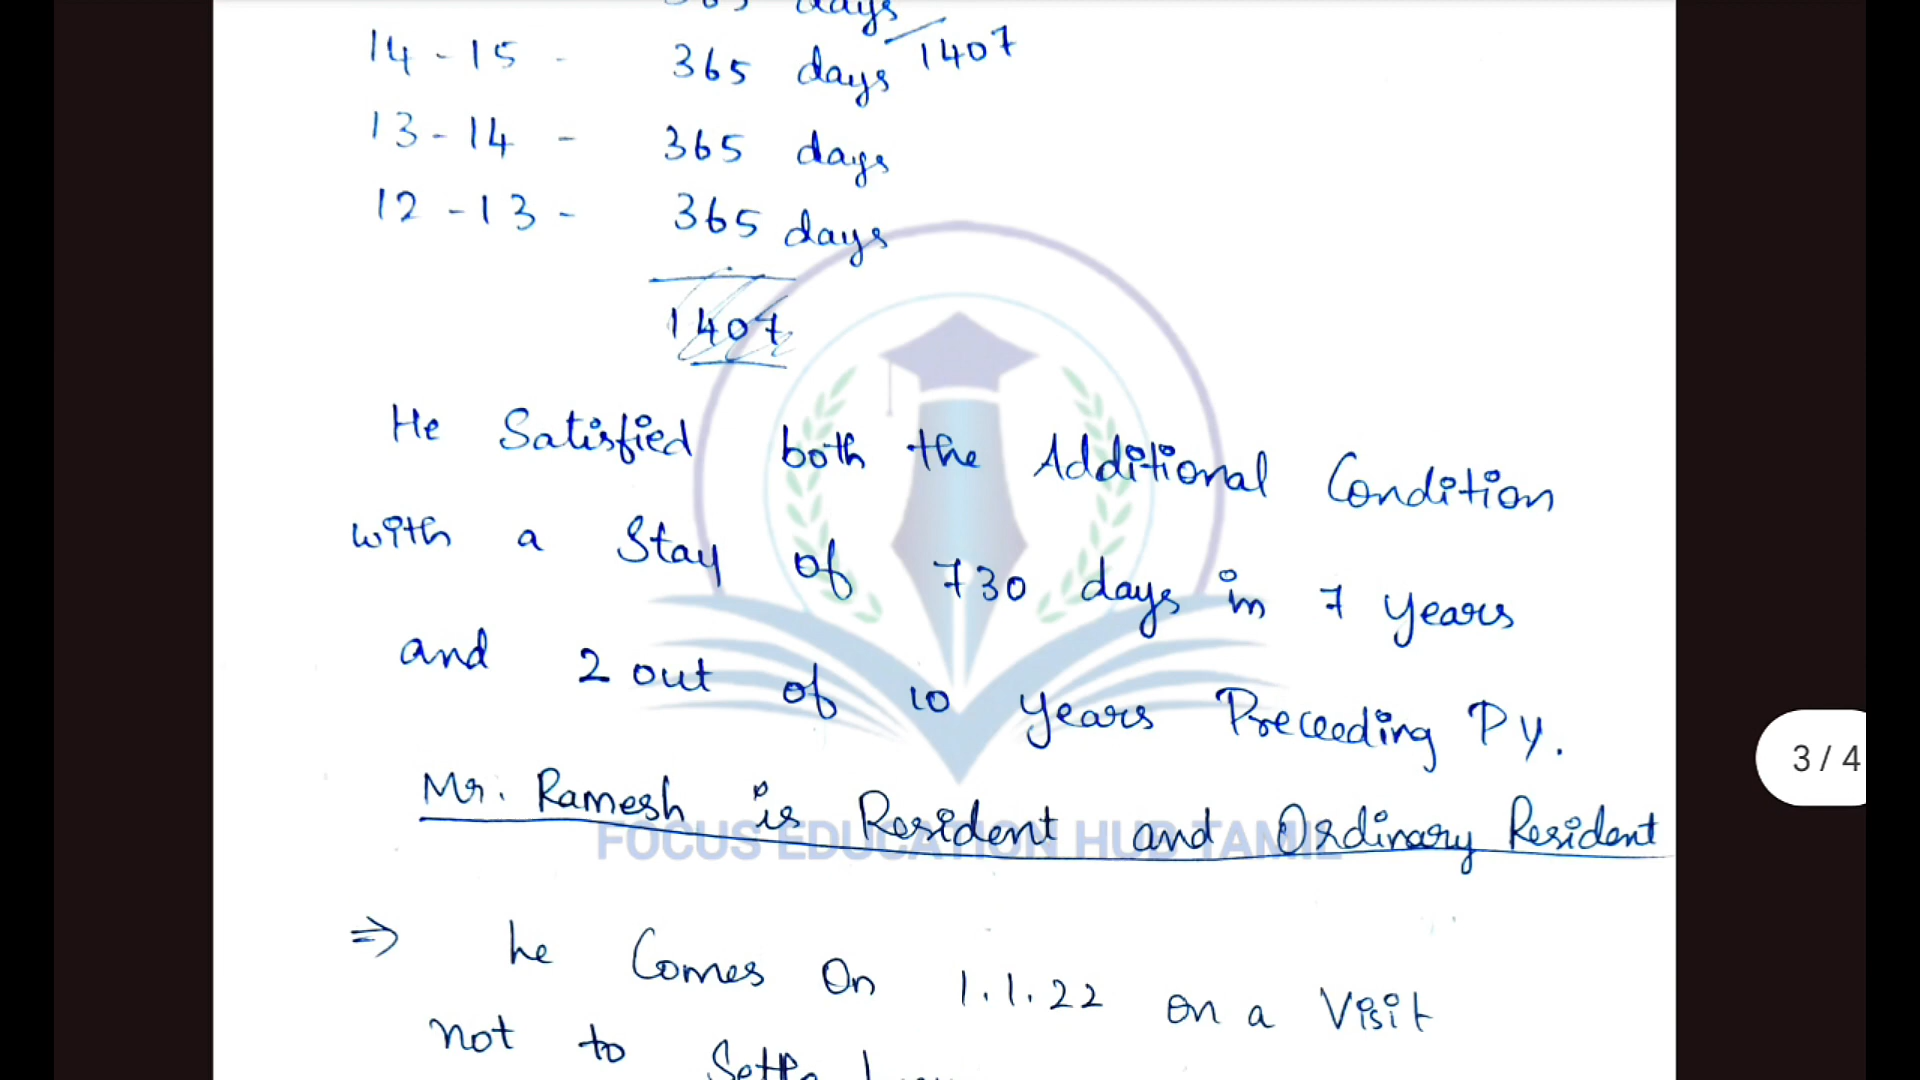 365 days
14 - 15 - 365 days 1407
13 - 14 - 365 days
12 - 13 - 365 days
1407
He Satisfied both the Additional Condition
with a Stay of 730 days in 7 years
and 2 out of 10 years Preceeding PY.
Mr. Ramesh is Resident and Ordinary Resident
FOCUS EDUCATION HUB TAMIL
⇒ he Comes On 1.1.22 on a Visit
not to
3 / 4